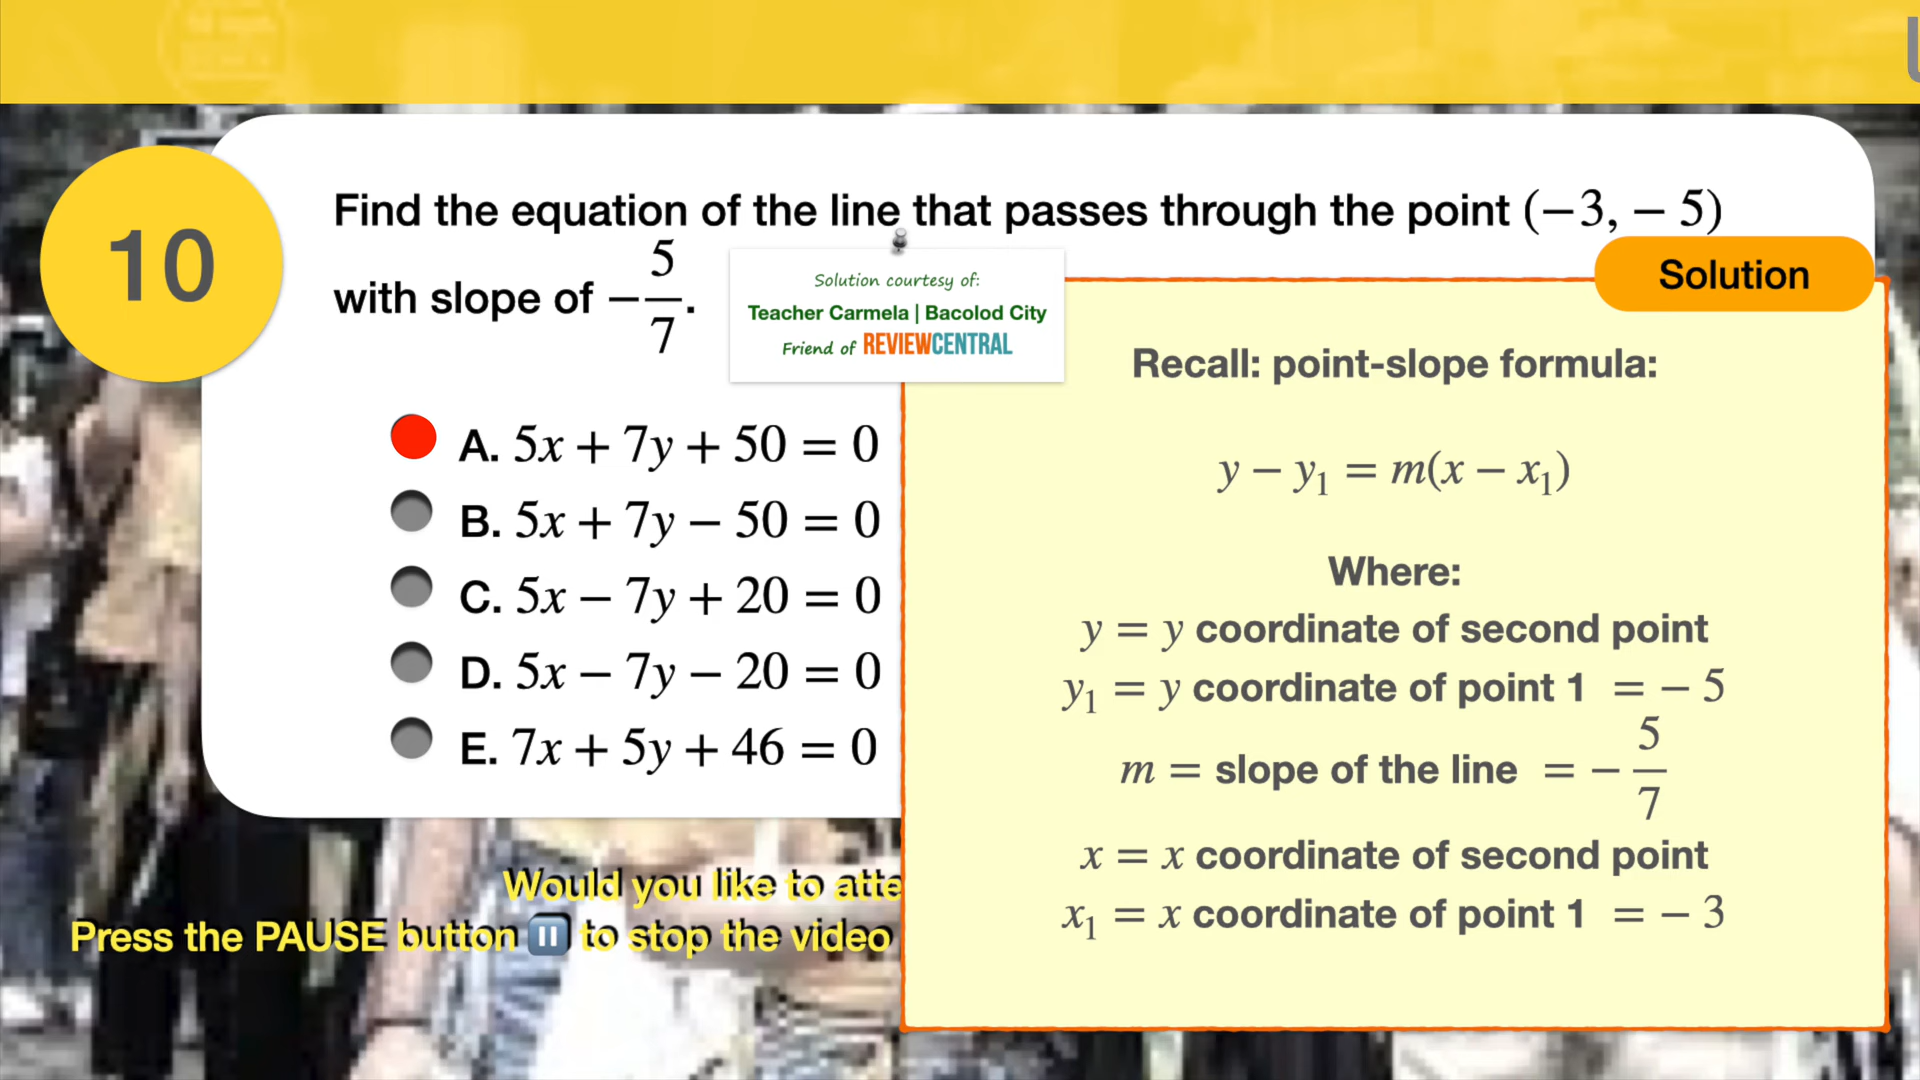 10
Find the equation of the line that passes through the point (−3, − 5)
with slope of −5/7.
Solution courtesy of:
Teacher Carmela | Bacolod City
Friend of REVIEWCENTRAL
A. 5x + 7y + 50 = 0
B. 5x + 7y − 50 = 0
C. 5x − 7y + 20 = 0
D. 5x − 7y − 20 = 0
E. 7x + 5y + 46 = 0
Solution
Recall: point-slope formula:
y − y₁ = m(x − x₁)
Where:
y = y coordinate of second point
y₁ = y coordinate of point 1 = − 5
m = slope of the line = − 5/7
x = x coordinate of second point
x₁ = x coordinate of point 1 = − 3
Would you like to
Press the PAUSE button ⏸ to stop the video